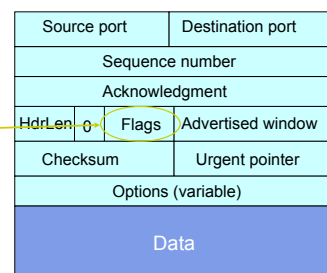 Source port Destination port
Sequence number
Acknowledgment
HdrLen 0 Flags Advertised window
Checksum Urgent pointer
Options (variable)
Data